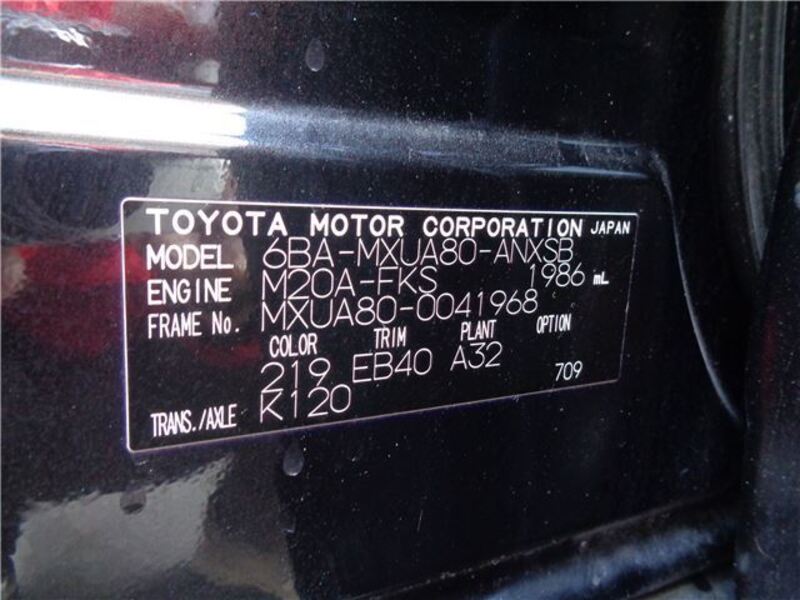 TOYOTA MOTOR CORPORATION JAPAN
MODEL 6BA-MXUA80-ANXSB
ENGINE M20A-FKS 1986 mL
FRAME No. MXUA80-0041968
COLOR TRIM PLANT OPTION
219 EB40 A32 709
TRANS./AXLE K120